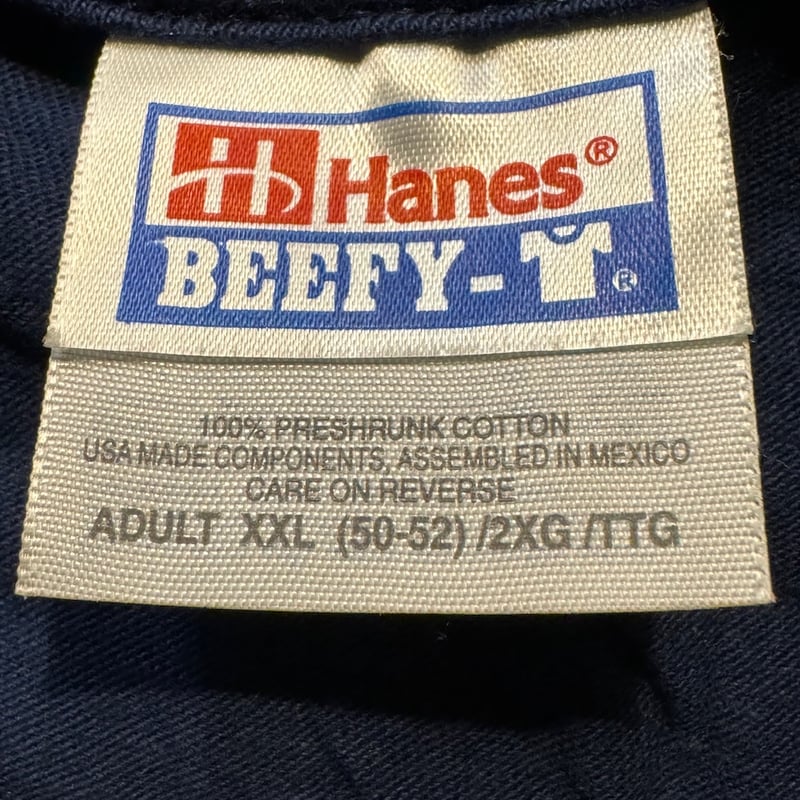 H Hanes®
BEEFY-T®
100% PRESHRUNK COTTON
USA MADE COMPONENTS, ASSEMBLED IN MEXICO
CARE ON REVERSE
ADULT XXL (50-52) /2XG /TTG